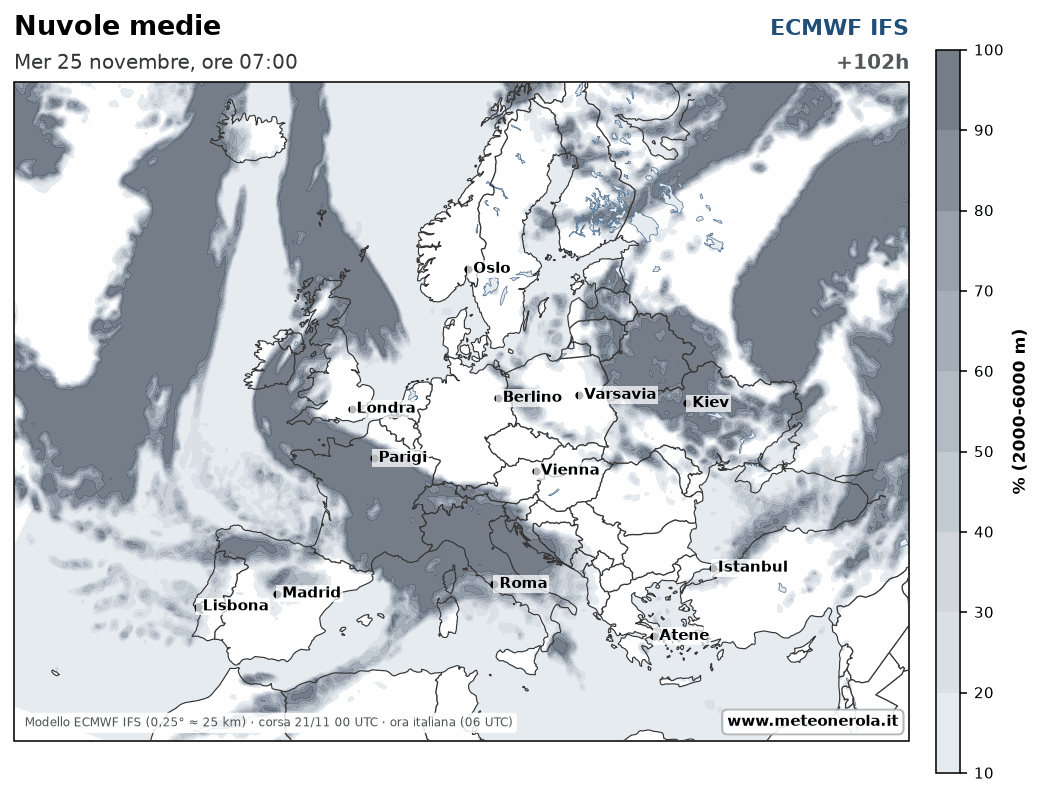 Nuvole medie
ECMWF IFS
Mer 25 novembre, ore 07:00
+102h
Oslo
Londra
Berlino
Varsavia
Kiev
Parigi
Vienna
Istanbul
Roma
Madrid
Lisbona
Atene
Modello ECMWF IFS (0,25° ≈ 25 km) · corsa 21/11 00 UTC · ora italiana (06 UTC)
www.meteonerola.it
100
90
80
70
60
50
40
30
20
10
% (2000-6000 m)